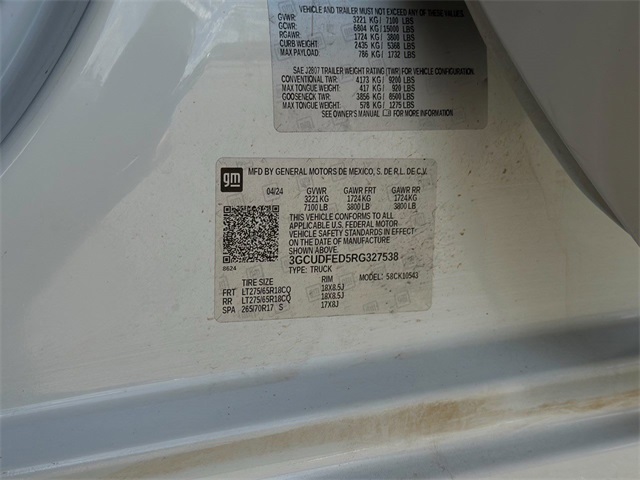 VEHICLE AND TRAILER MUST NOT EXCEED ANY OF THESE VALUES
GVWR: 3221 KG / 7100 LBS
GCWR: 6804 KG / 15000 LBS
RGAWR: 1724 KG / 3800 LBS
CURB WEIGHT: 2435 KG / 5368 LBS
MAX PAYLOAD: 786 KG / 1732 LBS
SAE J2807 TRAILER WEIGHT RATING (TWR) FOR VEHICLE CONFIGURATION
CONVENTIONAL TWR: 4173 KG / 9200 LBS
MAX TONGUE WEIGHT: 417 KG / 920 LBS
GOOSENECK TWR: 3856 KG / 8500 LBS
MAX TONGUE WEIGHT: 578 KG / 1275 LBS
SEE OWNER'S MANUAL FOR MORE INFORMATION
gm
MFD BY GENERAL MOTORS DE MEXICO, S. DE R.L. DE C.V.
04/24 GVWR GAWR FRT GAWR RR
3221 KG 1724 KG 1724 KG
7100 LB 3800 LB 3800 LB
THIS VEHICLE CONFORMS TO ALL
APPLICABLE U.S. FEDERAL MOTOR
VEHICLE SAFETY STANDARDS IN
EFFECT ON THE DATE OF MANUFACTURE
SHOWN ABOVE.
3GCUDFED5RG327538
8624 TYPE: TRUCK MODEL: 58CK10543
TIRE SIZE RIM
FRT LT275/65R18CQ 18X8.5J
RR LT275/65R18CQ 18X8.5J
SPA 265/70R17 S 17X8J